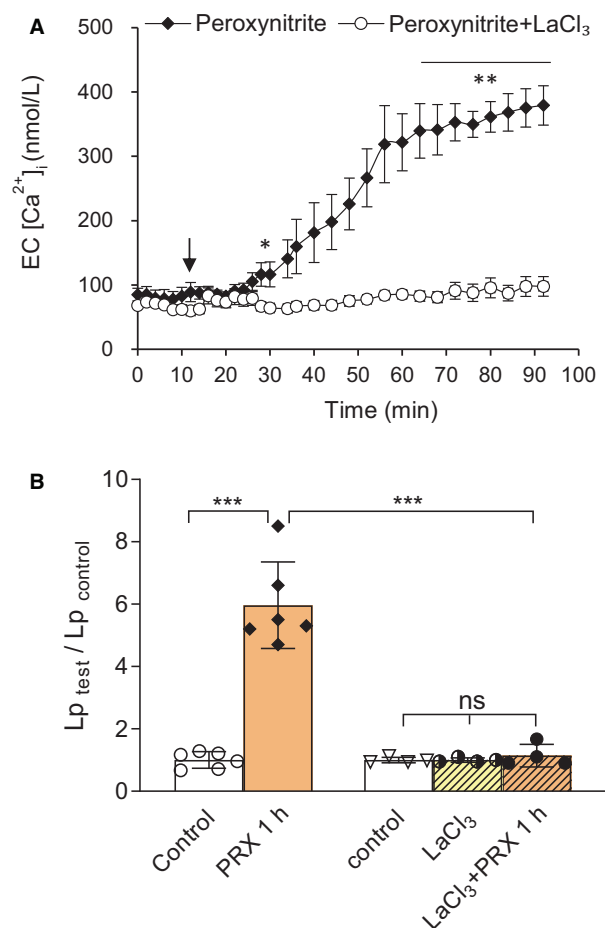 A
Peroxynitrite Peroxynitrite+LaCl₃
EC [Ca²⁺]ᵢ (nmol/L)
500
400
300
200
100
0
**
*
0 10 20 30 40 50 60 70 80 90 100
Time (min)
B
Lp test / Lp control
10
8
6
4
2
0
*** ***
ns
Control
PRX 1 h
control
LaCl₃
LaCl₃+PRX 1 h